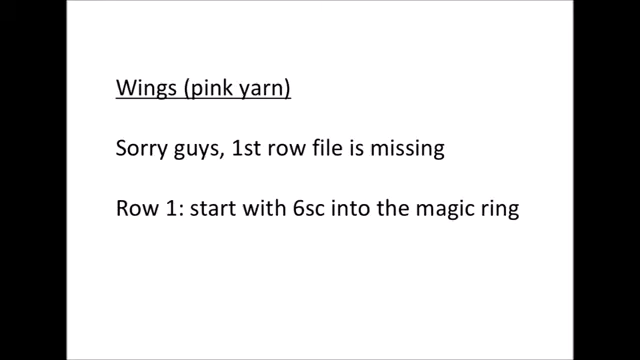 Wings (pink yarn)
Sorry guys, 1st row file is missing
Row 1: start with 6sc into the magic ring